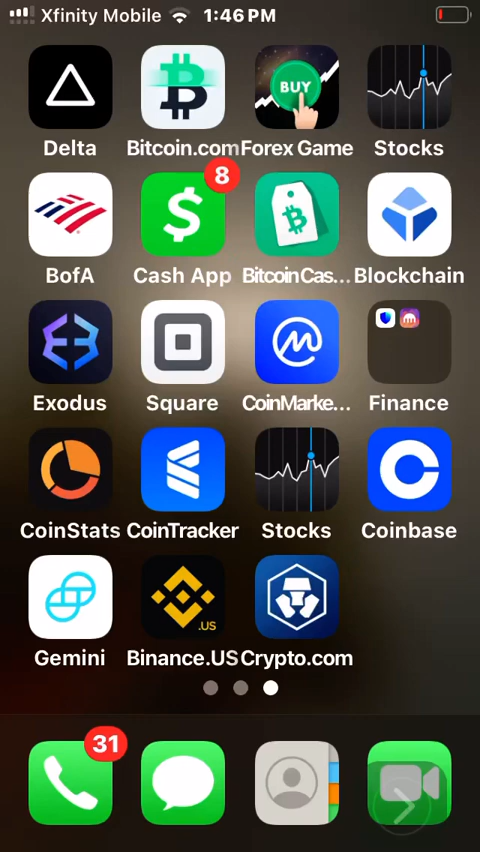 Xfinity Mobile 1:46 PM
Delta Bitcoin.com Forex Game Stocks
BUY
8
BofA Cash App BitcoinCas... Blockchain
Exodus Square CoinMarke... Finance
CoinStats CoinTracker Stocks Coinbase
.US
Gemini Binance.US Crypto.com
31